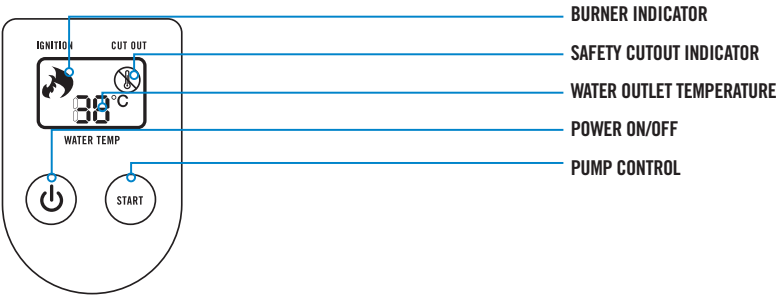 BURNER INDICATOR
IGNITION CUT OUT
SAFETY CUTOUT INDICATOR
38°C
WATER OUTLET TEMPERATURE
WATER TEMP
POWER ON/OFF
PUMP CONTROL
START